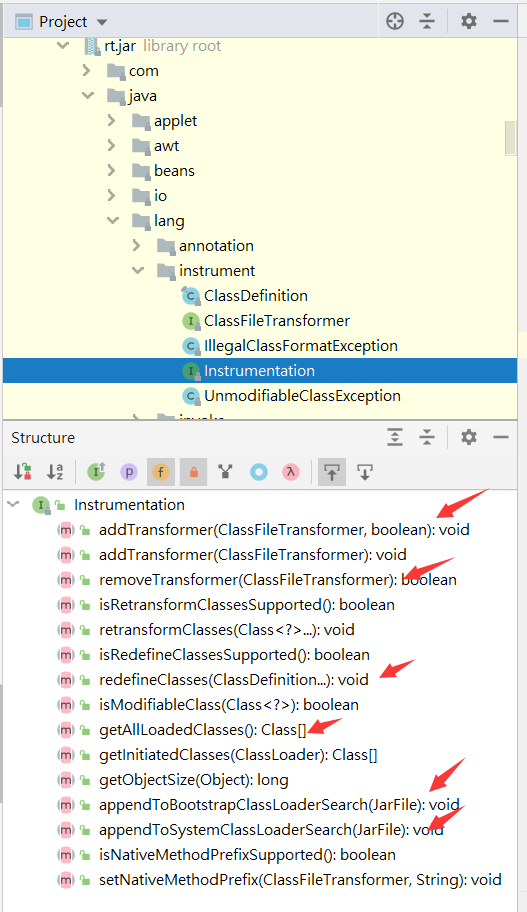 Project
rt.jar library root
com
java
applet
awt
beans
io
lang
annotation
instrument
ClassDefinition
ClassFileTransformer
IllegalClassFormatException
Instrumentation
UnmodifiableClassException
Structure
Instrumentation
addTransformer(ClassFileTransformer, boolean): void
addTransformer(ClassFileTransformer): void
removeTransformer(ClassFileTransformer): boolean
isRetransformClassesSupported(): boolean
retransformClasses(Class<?>...): void
isRedefineClassesSupported(): boolean
redefineClasses(ClassDefinition...): void
isModifiableClass(Class<?>): boolean
getAllLoadedClasses(): Class[]
getInitiatedClasses(ClassLoader): Class[]
getObjectSize(Object): long
appendToBootstrapClassLoaderSearch(JarFile): void
appendToSystemClassLoaderSearch(JarFile): void
isNativeMethodPrefixSupported(): boolean
setNativeMethodPrefix(ClassFileTransformer, String): void